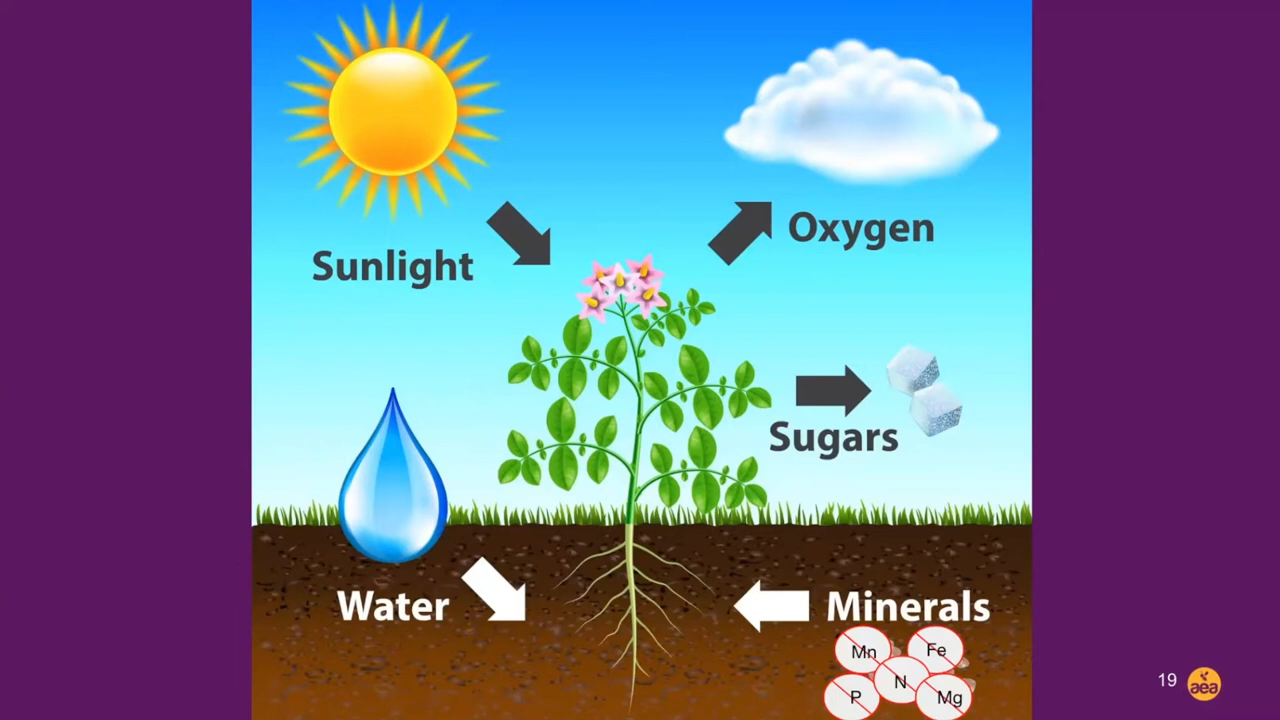 Oxygen
Sunlight
Sugars
Water
Minerals
Mn
Fe
N
P
Mg
19
aea